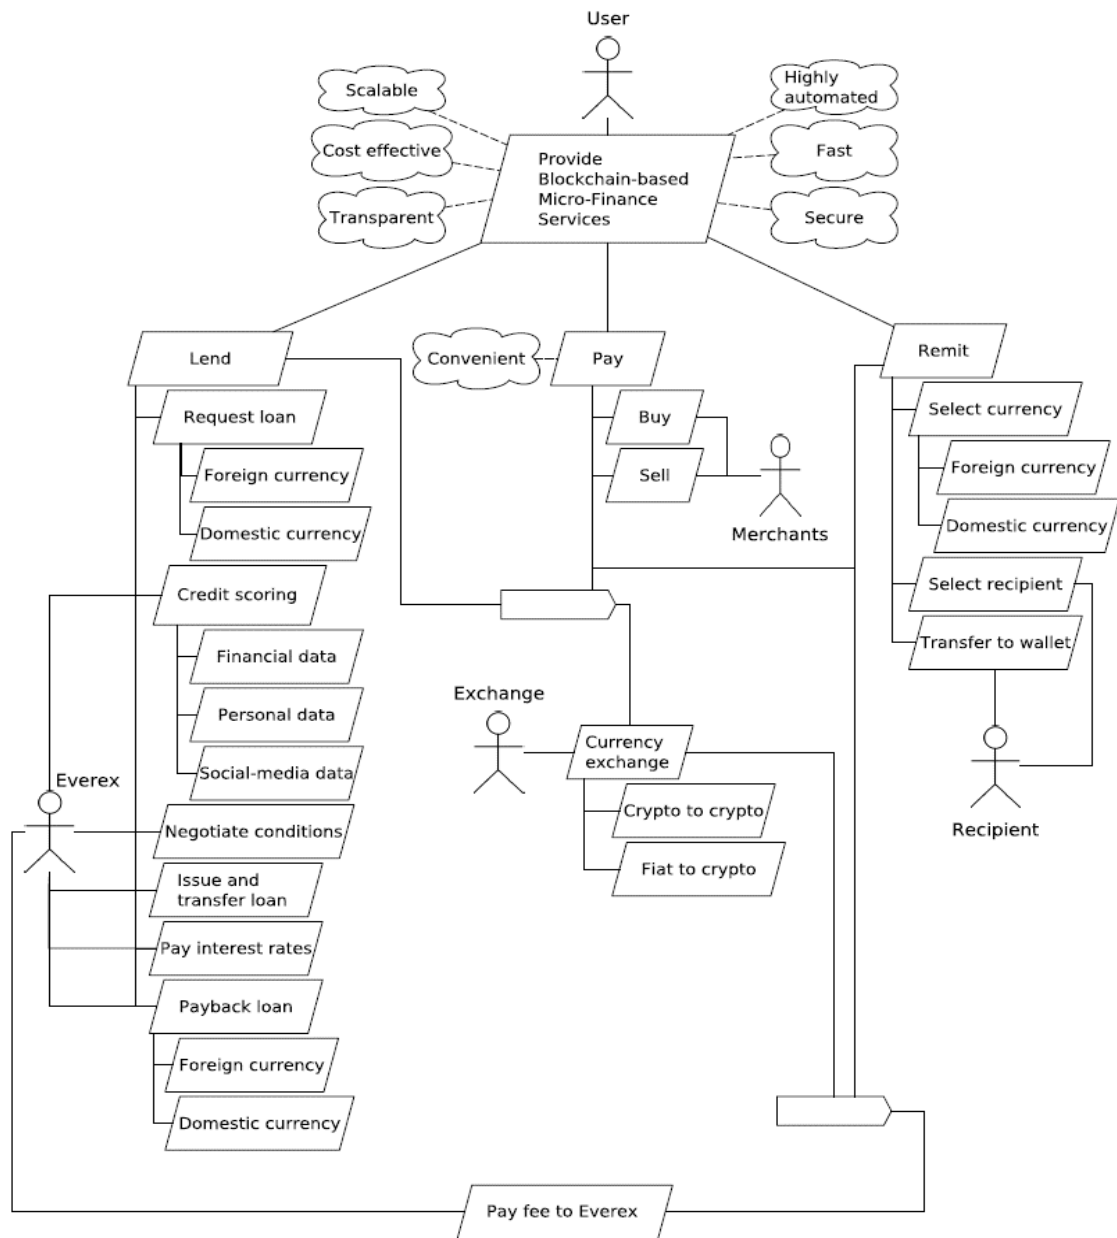 User
Scalable
Highly
automated
Cost effective
Fast
Transparent
Secure
Provide
Blockchain-based
Micro-Finance
Services
Lend
Convenient
Pay
Remit
Request loan
Foreign currency
Domestic currency
Buy
Sell
Merchants
Select currency
Foreign currency
Domestic currency
Select recipient
Transfer to wallet
Recipient
Credit scoring
Financial data
Personal data
Social-media data
Exchange
Currency
exchange
Crypto to crypto
Fiat to crypto
Everex
Negotiate conditions
Issue and
transfer loan
Pay interest rates
Payback loan
Foreign currency
Domestic currency
Pay fee to Everex